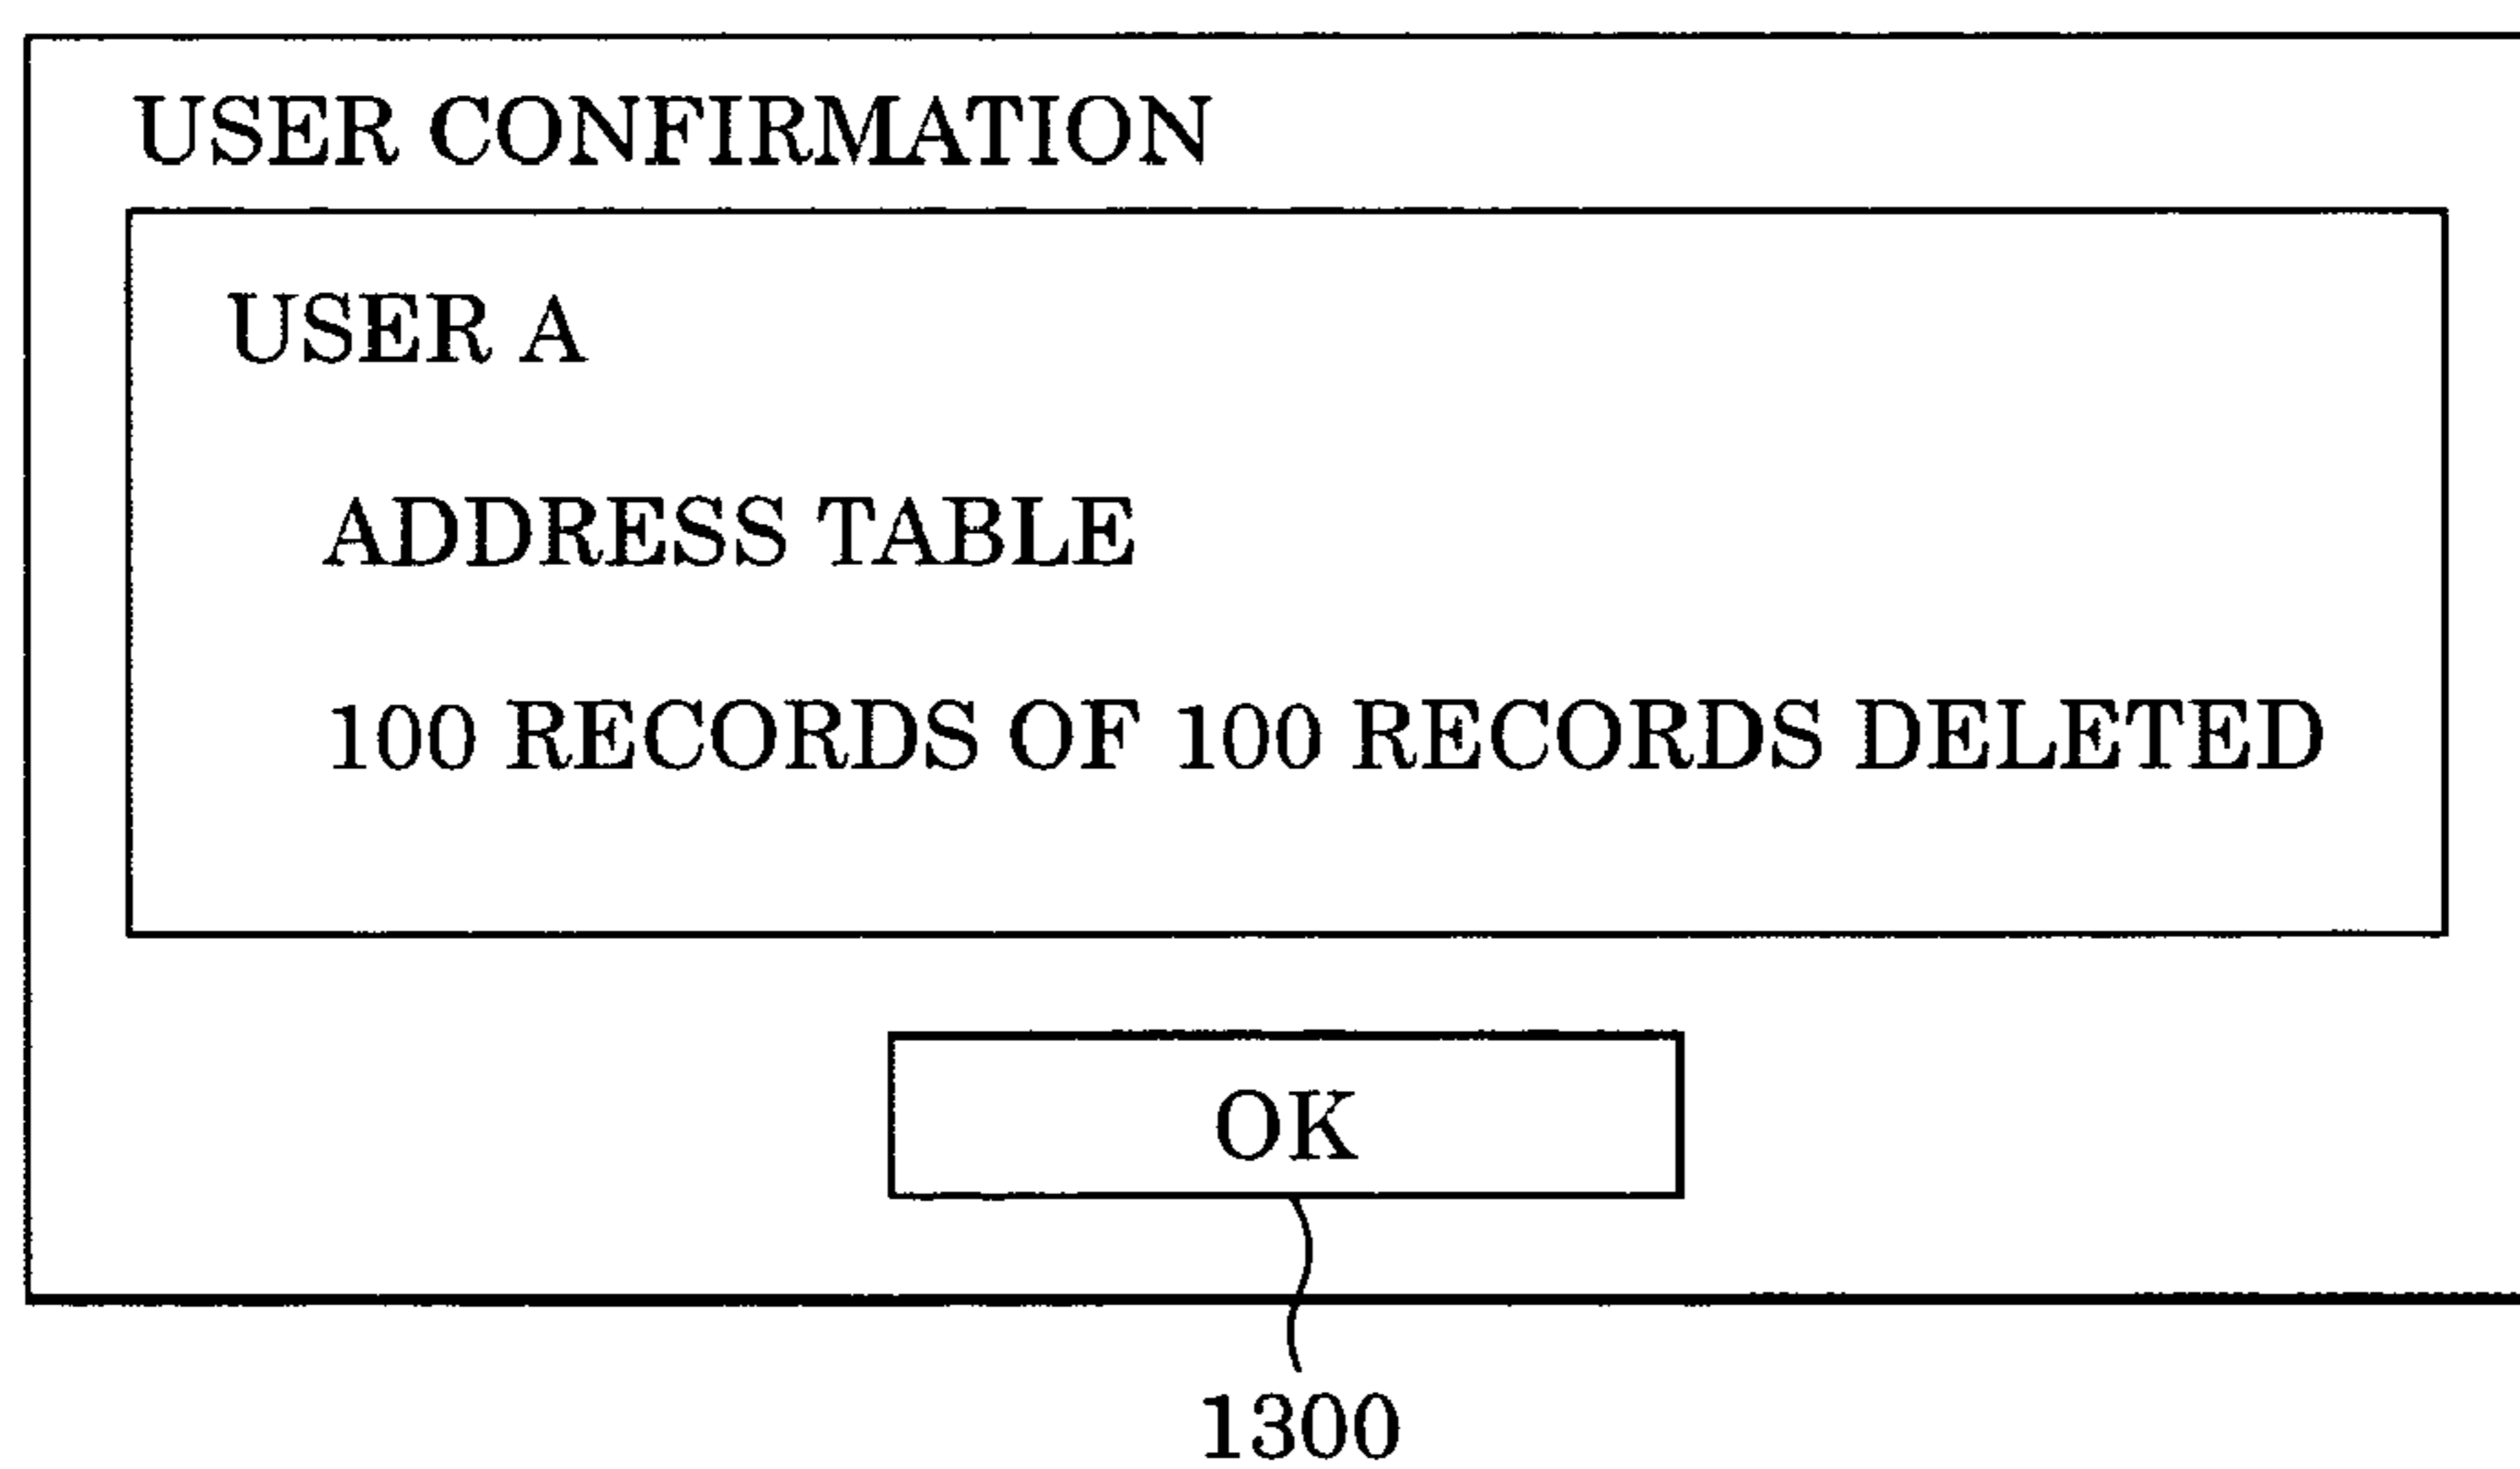 USER CONFIRMATION
USER A
ADDRESS TABLE
100 RECORDS OF 100 RECORDS DELETED
OK
1300